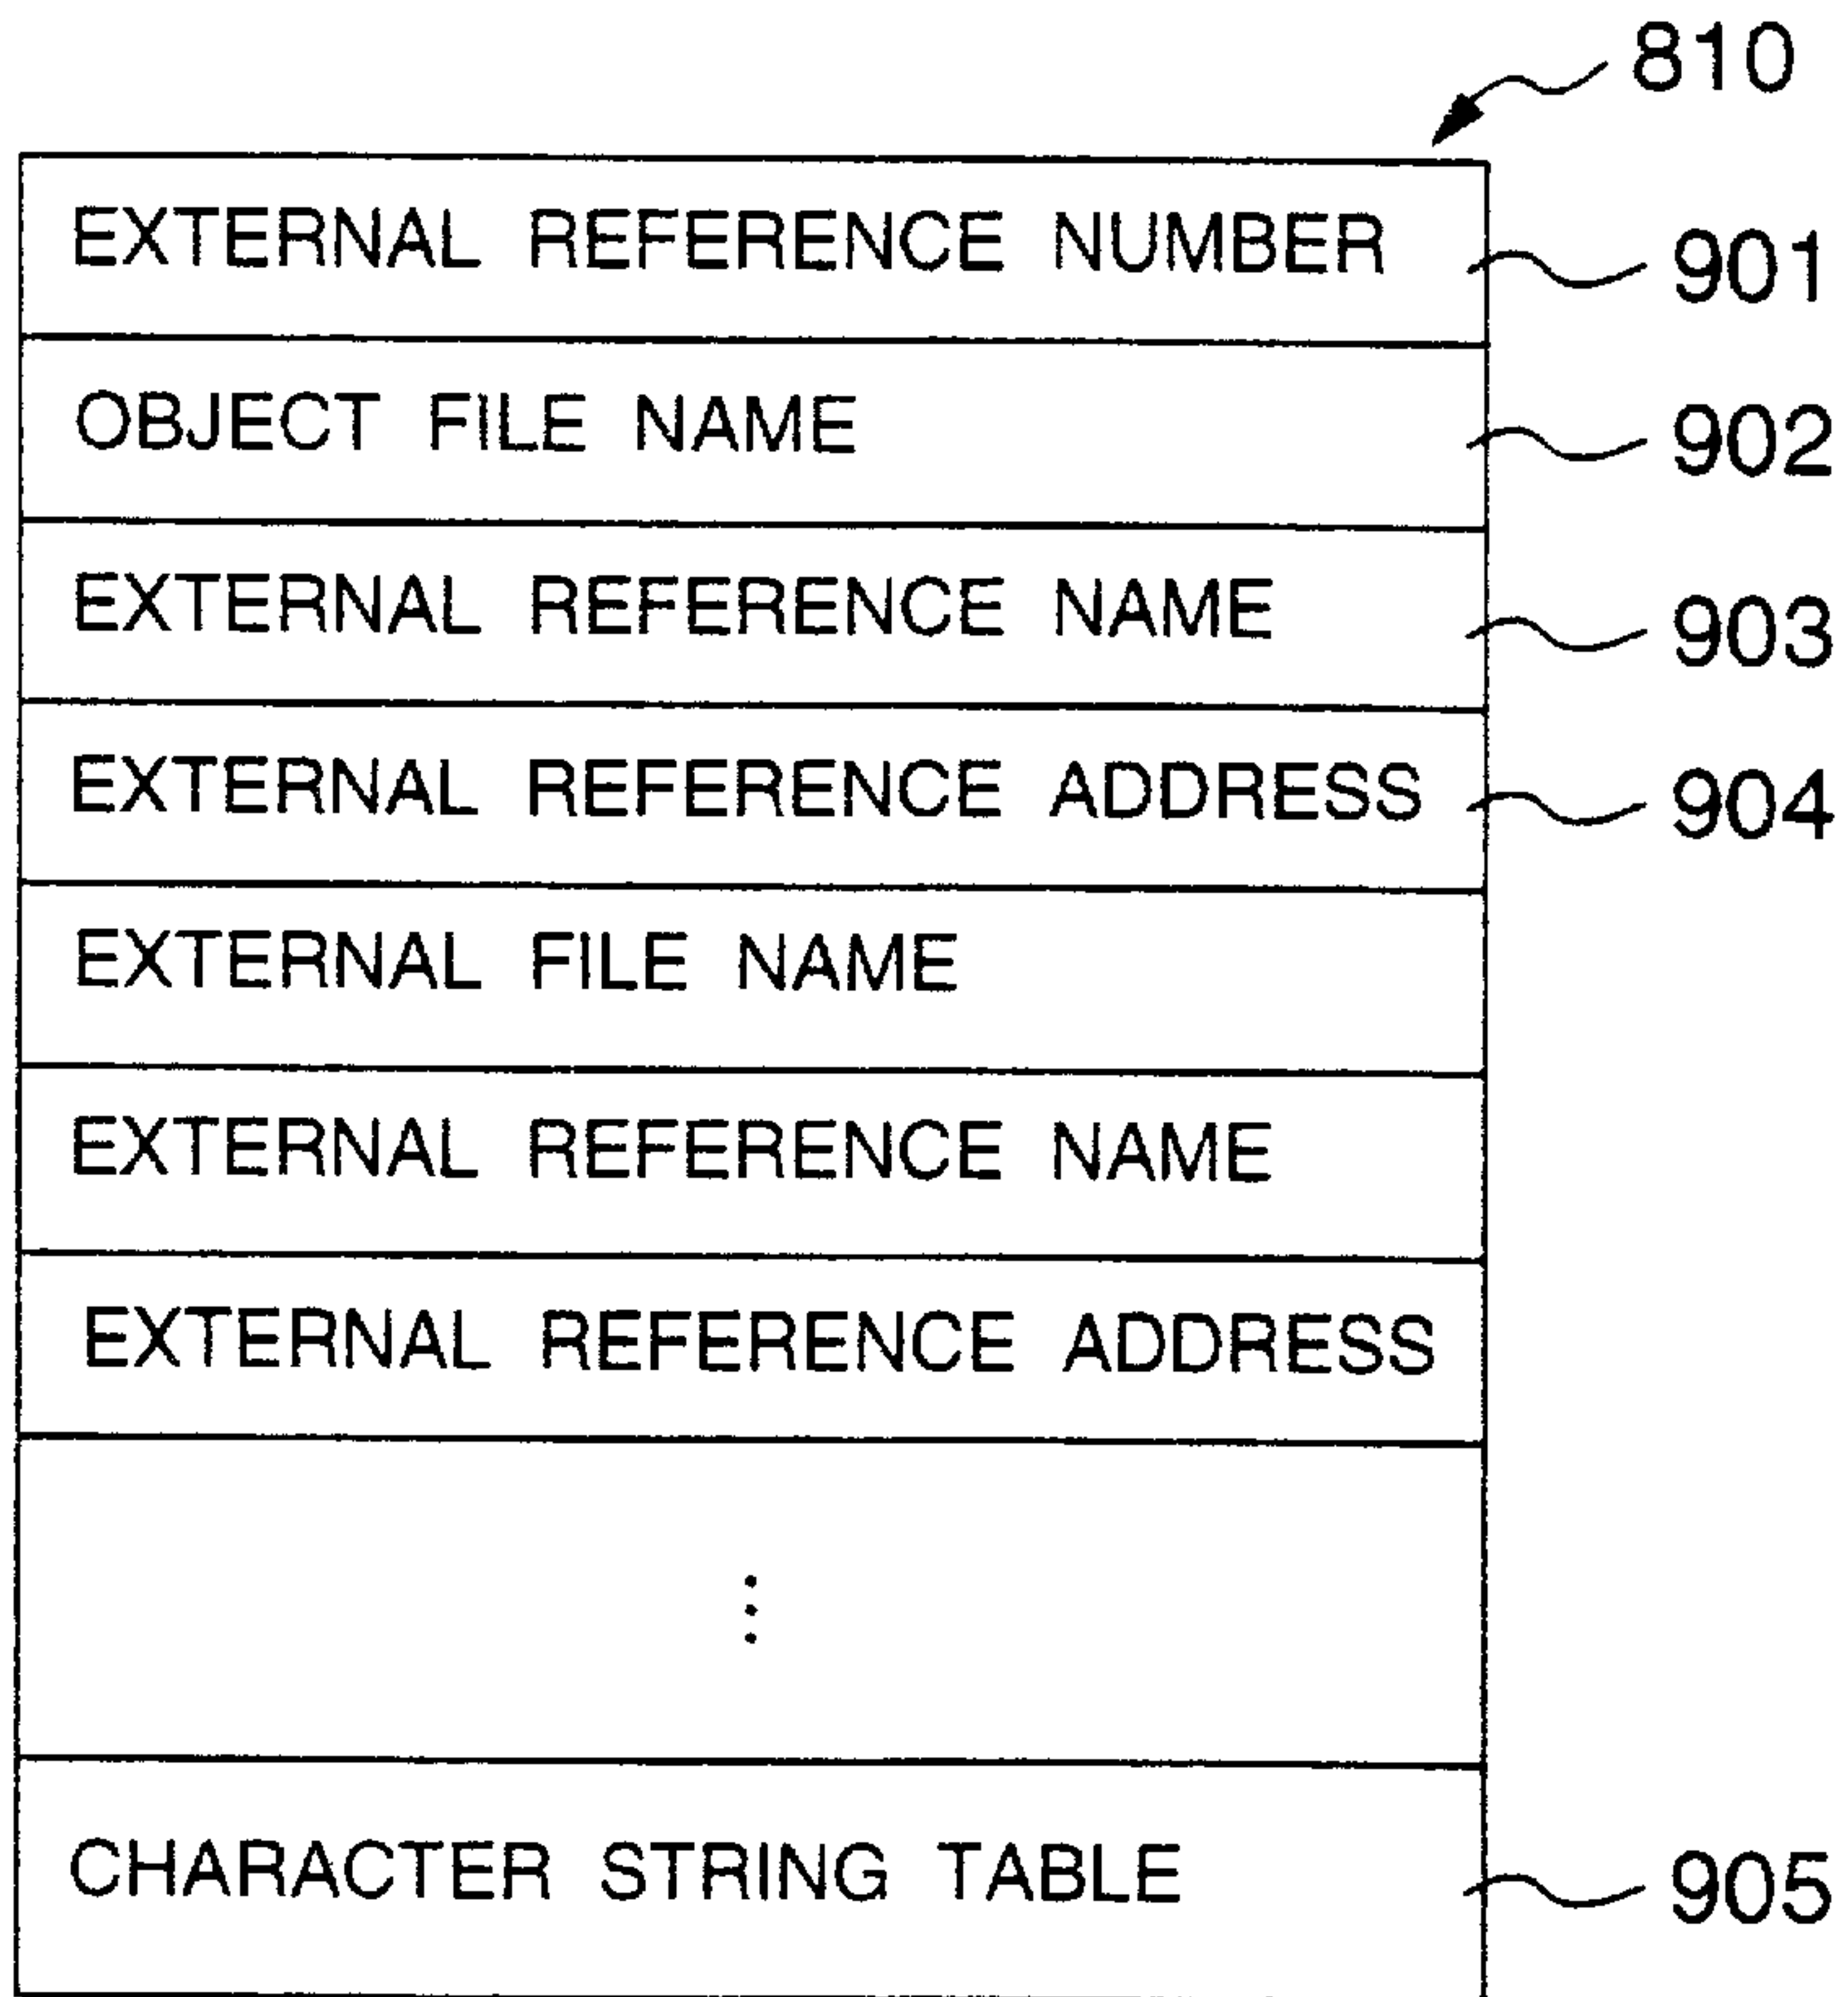 810
EXTERNAL REFERENCE NUMBER 901
OBJECT FILE NAME 902
EXTERNAL REFERENCE NAME 903
EXTERNAL REFERENCE ADDRESS 904
EXTERNAL FILE NAME
EXTERNAL REFERENCE NAME
EXTERNAL REFERENCE ADDRESS
⋮
CHARACTER STRING TABLE 905